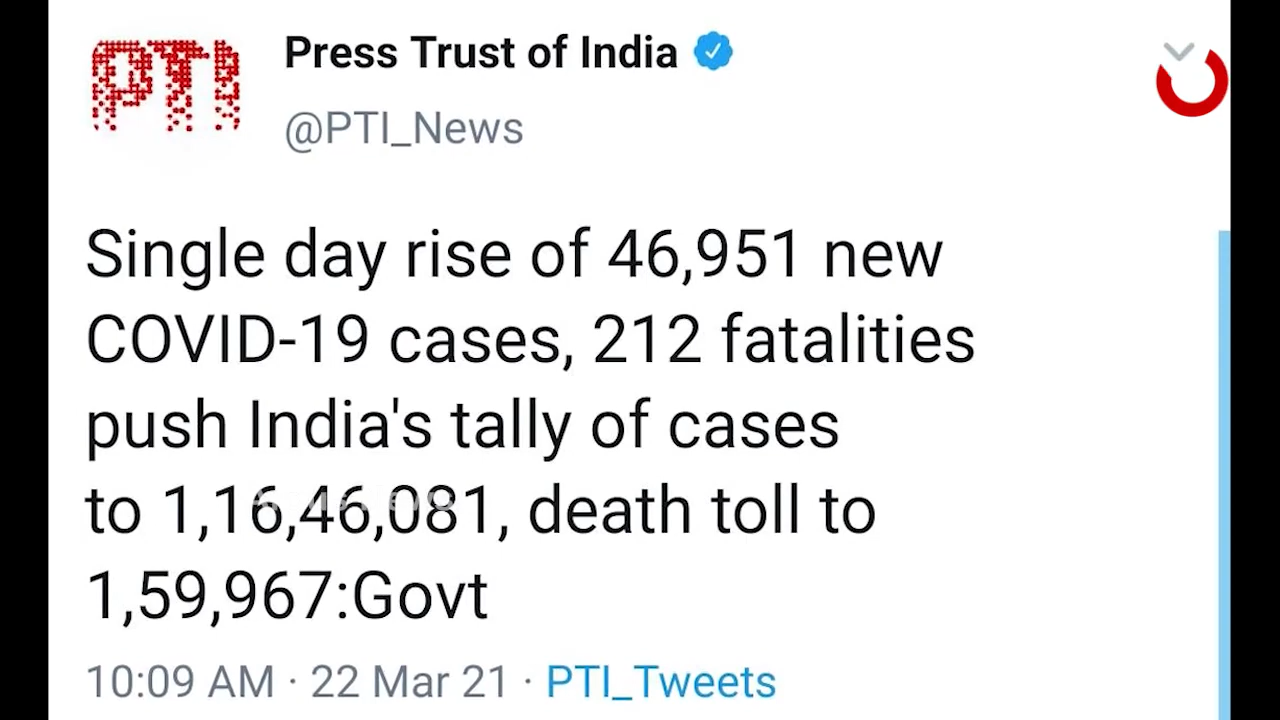 PTI
Press Trust of India
@PTI_News
Single day rise of 46,951 new
COVID-19 cases, 212 fatalities
push India's tally of cases
to 1,16,46,081, death toll to
1,59,967:Govt
10:09 AM · 22 Mar 21 · PTI_Tweets